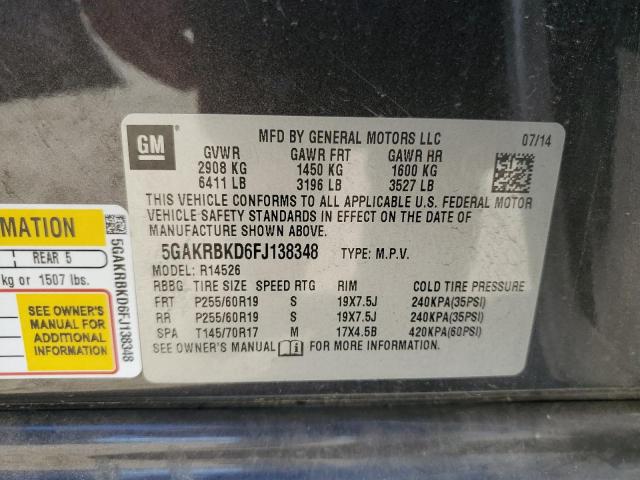 GM
MFD BY GENERAL MOTORS LLC 07/14
GVWR GAWR FRT GAWR RR
2908 KG 1450 KG 1600 KG
6411 LB 3196 LB 3527 LB
THIS VEHICLE CONFORMS TO ALL APPLICABLE U.S. FEDERAL MOTOR
VEHICLE SAFETY STANDARDS IN EFFECT ON THE DATE OF
MANUFACTURE SHOWN ABOVE.
5GAKRBKD6FJ138348 TYPE: M.P.V.
MODEL: R14526
RBBG TIRE SIZE SPEED RTG RIM COLD TIRE PRESSURE
FRT P255/60R19 S 19X7.5J 240KPA(35PSI)
RR P255/60R19 S 19X7.5J 240KPA(35PSI)
SPA T145/70R17 M 17X4.5B 420KPA(60PSI)
SEE OWNER'S MANUAL FOR MORE INFORMATION.
MATION
REAR 5
kg or 1507 lbs.
SEE OWNER'S
MANUAL FOR
ADDITIONAL
INFORMATION
5GAKRBKD6FJ138348